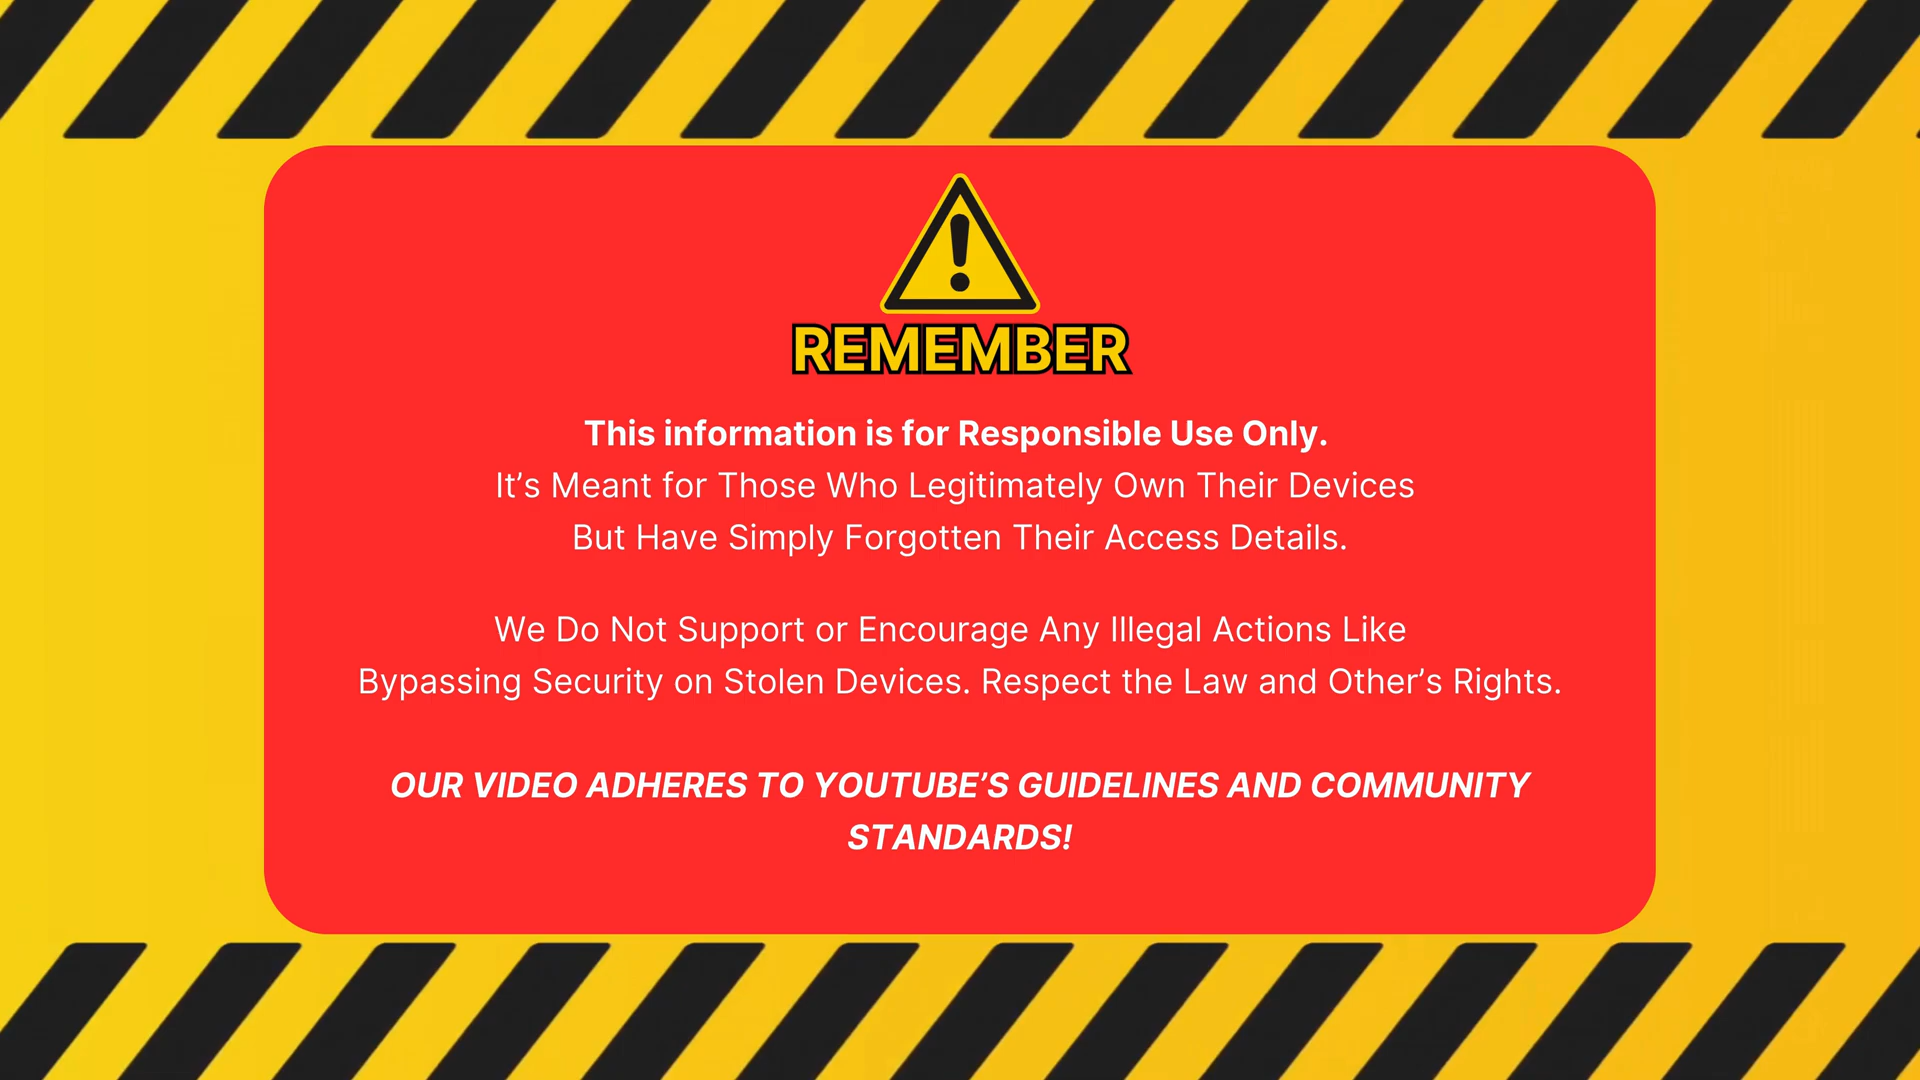 REMEMBER
This information is for Responsible Use Only.
It’s Meant for Those Who Legitimately Own Their Devices
But Have Simply Forgotten Their Access Details.
We Do Not Support or Encourage Any Illegal Actions Like
Bypassing Security on Stolen Devices. Respect the Law and Other’s Rights.
OUR VIDEO ADHERES TO YOUTUBE’S GUIDELINES AND COMMUNITY
STANDARDS!